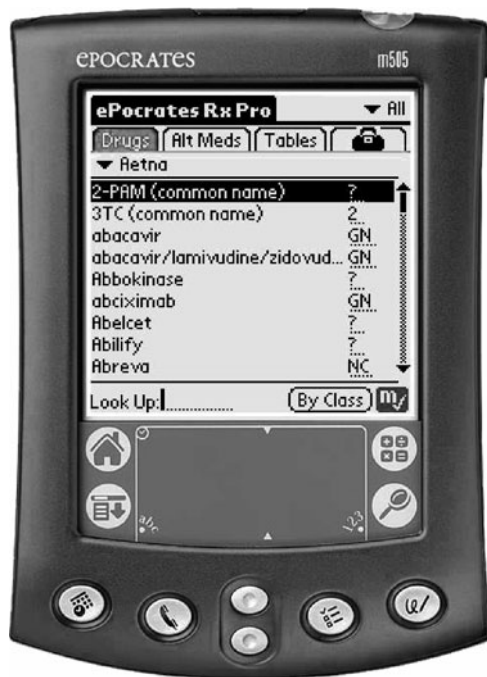 ePOCRATES m505
ePocrates Rx Pro All
Drugs Alt Meds Tables
Aetna
2-PAM (common name) ?
3TC (common name) 2
abacavir GN
abacavir/lamivudine/zidovud... GN
Abbokinase ?
abciximab GN
Abelcet ?
Abilify ?
Abreva NC
Look Up: By Class
abc 123